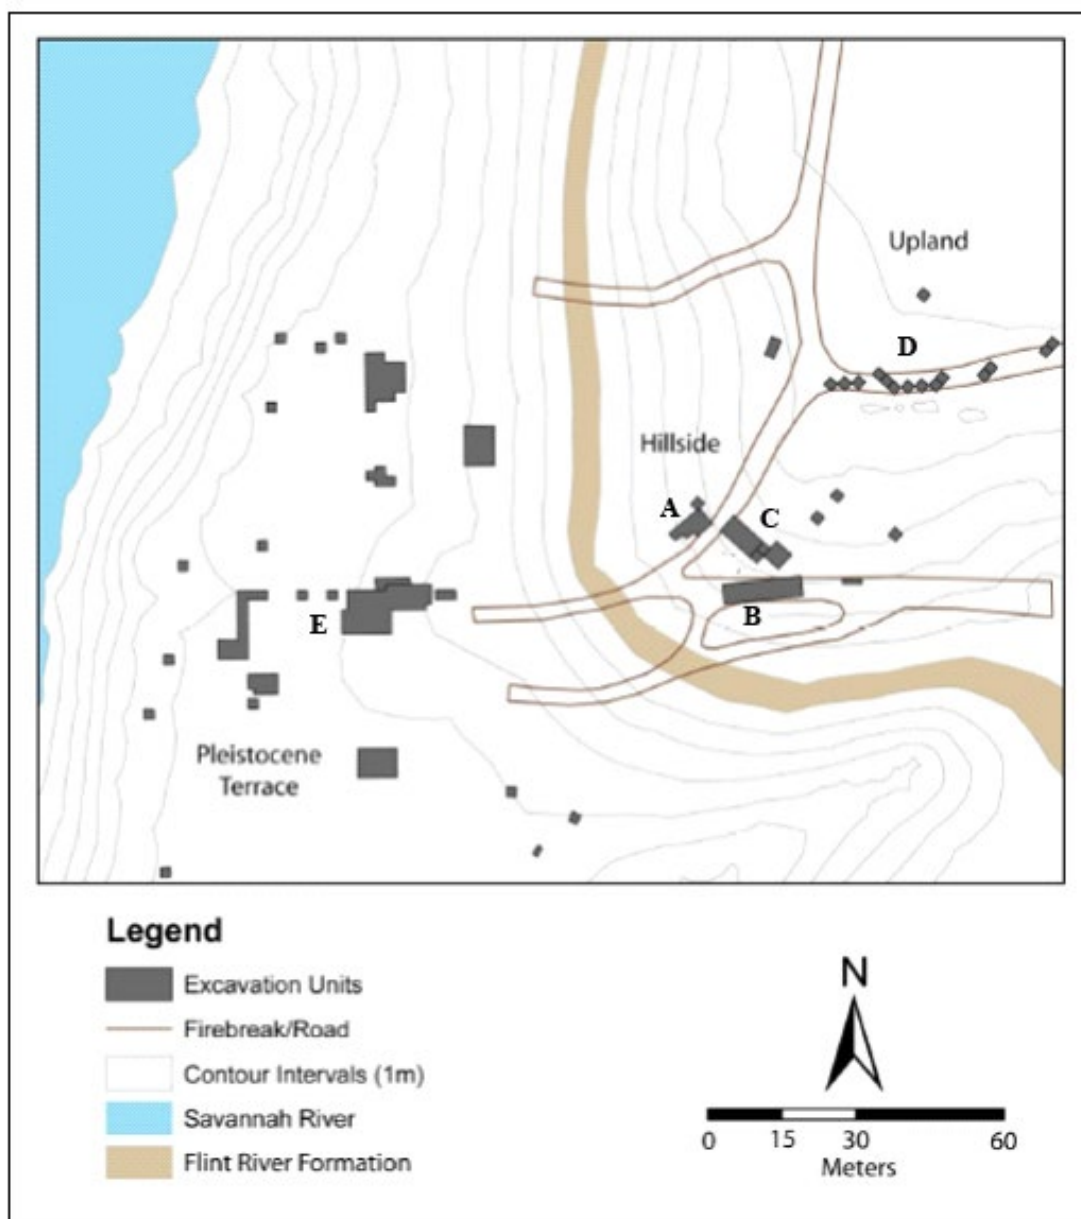 Upland
D
Hillside
A
C
B
E
Pleistocene
Terrace
Legend
Excavation Units
Firebreak/Road
Contour Intervals (1m)
Savannah River
Flint River Formation
N
0 15 30 60
Meters